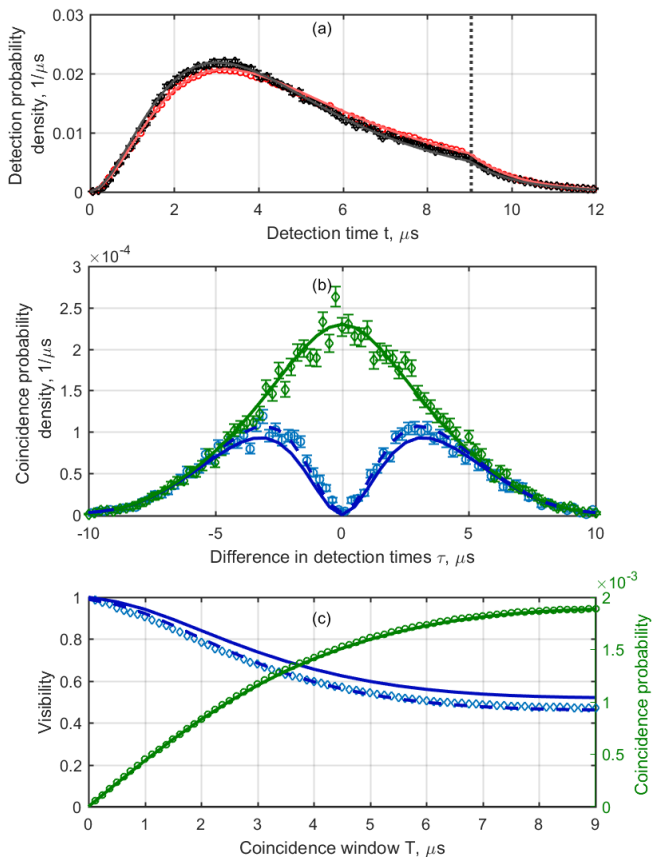 (a)
Detection probability
density, 1/μs
0.03
0.02
0.01
0
0 2 4 6 8 10 12
Detection time t, μs
×10⁻⁴
(b)
Coincidence probability
density, 1/μs
3
2.5
2
1.5
1
0.5
0
-10 -5 0 5 10
Difference in detection times τ, μs
×10⁻³
(c)
Visibility
1
0.8
0.6
0.4
0.2
0
2
1.5
1
0.5
0
Coincidence probability
0 1 2 3 4 5 6 7 8 9
Coincidence window T, μs